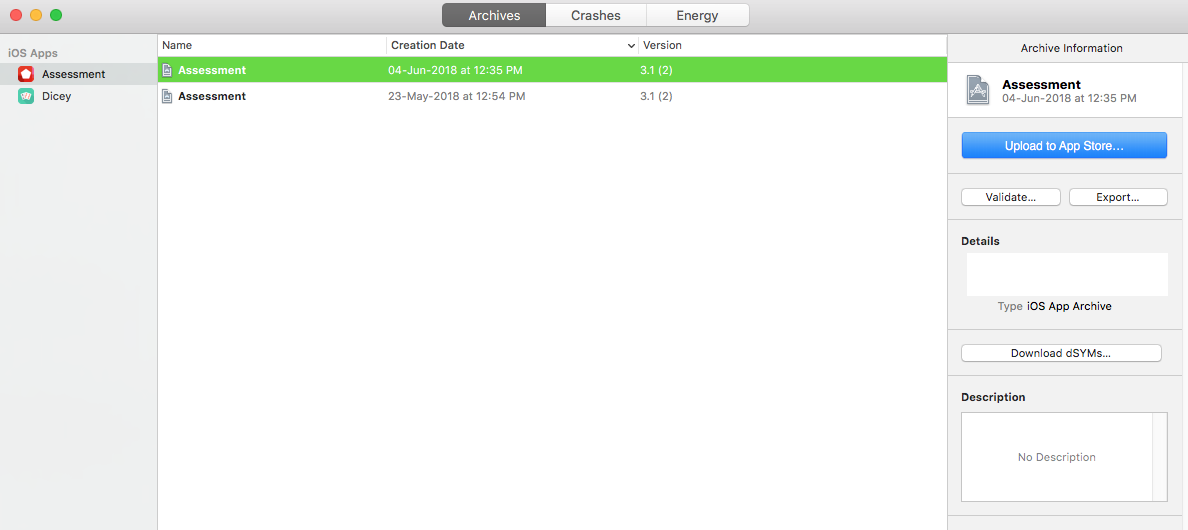 Archives Crashes Energy
iOS Apps
Assessment
Dicey
Name Creation Date Version
Assessment 04-Jun-2018 at 12:35 PM 3.1 (2)
Assessment 23-May-2018 at 12:54 PM 3.1 (2)
Archive Information
Assessment
04-Jun-2018 at 12:35 PM
Upload to App Store...
Validate... Export...
Details
Type iOS App Archive
Download dSYMs...
Description
No Description